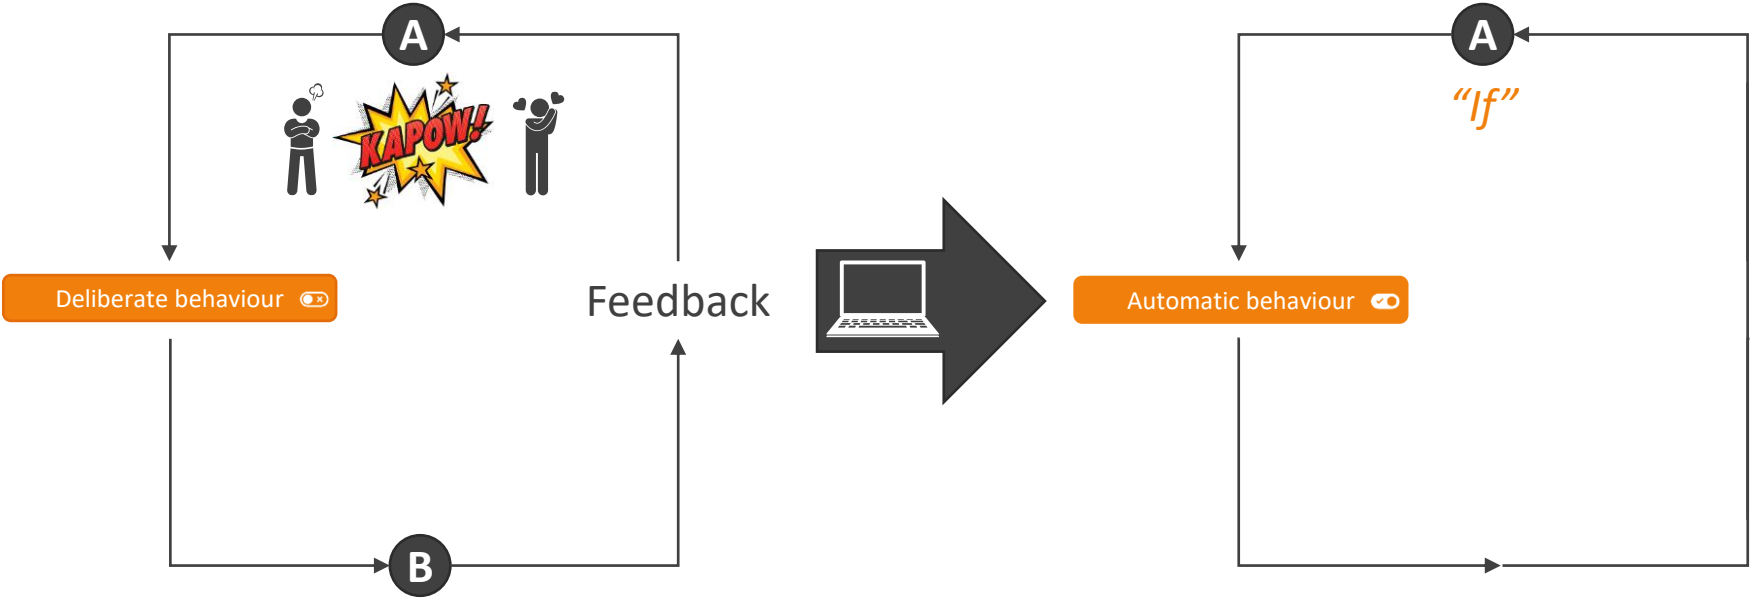 A
KAPOW!
Deliberate behaviour
Feedback
B
A
“If”
Automatic behaviour